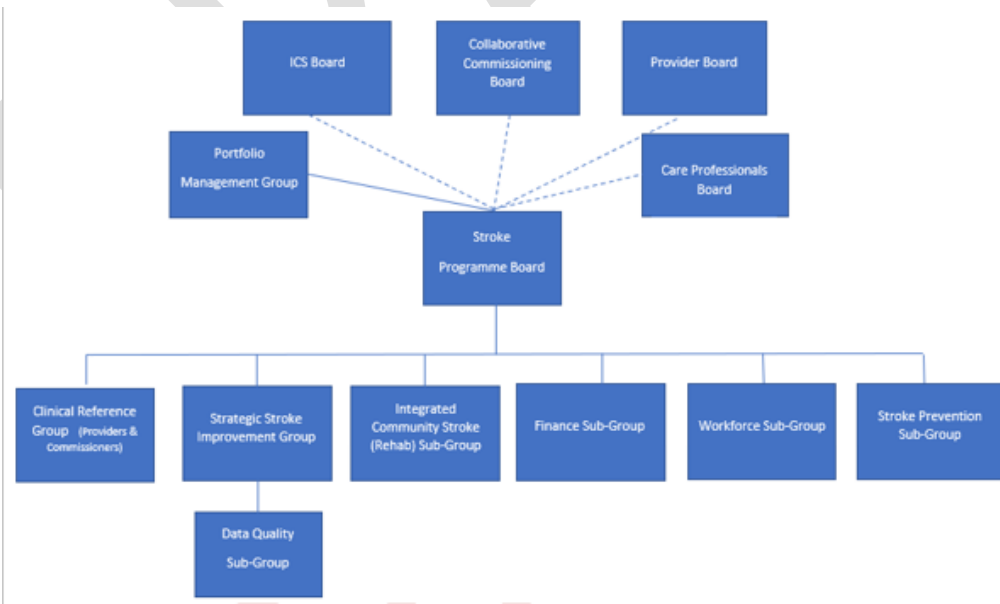 ICS Board
Collaborative
Commissioning
Board
Provider Board
Portfolio
Management Group
Care Professionals
Board
Stroke
Programme Board
Clinical Reference
Group (Providers &
Commissioners)
Strategic Stroke
Improvement Group
Integrated
Community Stroke
(Rehab) Sub-Group
Finance Sub-Group
Workforce Sub-Group
Stroke Prevention
Sub-Group
Data Quality
Sub-Group